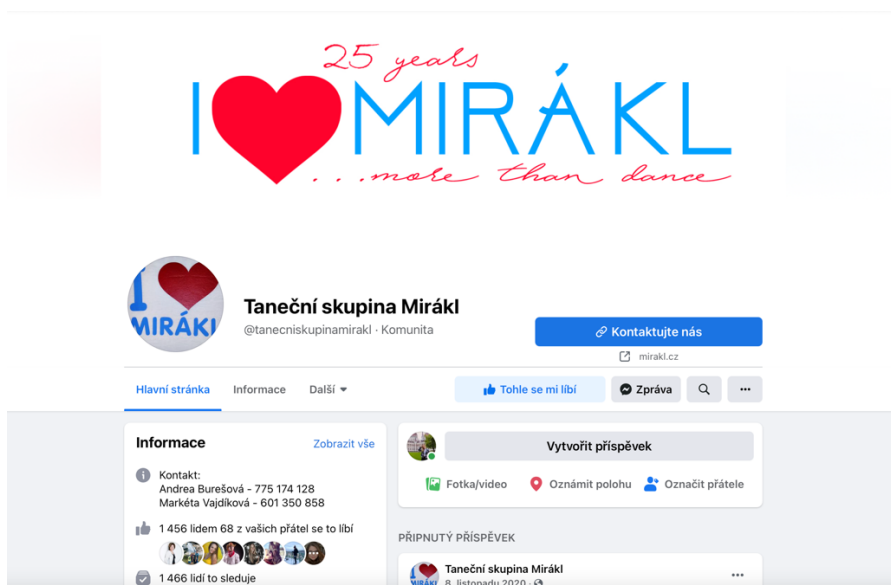 25 years
I MIRÁKL
...more than dance
I
MIRÁKL
Taneční skupina Mirákl
@tanecniskupinamirakl · Komunita
Kontaktujte nás
mirakl.cz
Hlavní stránka Informace Další
Tohle se mi líbí Zpráva
Informace Zobrazit vše
Kontakt:
Andrea Burešová - 775 174 128
Markéta Vajdíková - 601 350 858
1 456 lidem 68 z vašich přátel se to líbí
1 466 lidí to sleduje
Vytvořit příspěvek
Fotka/video Oznámit polohu Označit přátele
PŘIPNUTÝ PŘÍSPĚVEK
Taneční skupina Mirákl
8. listopadu 2020 ·